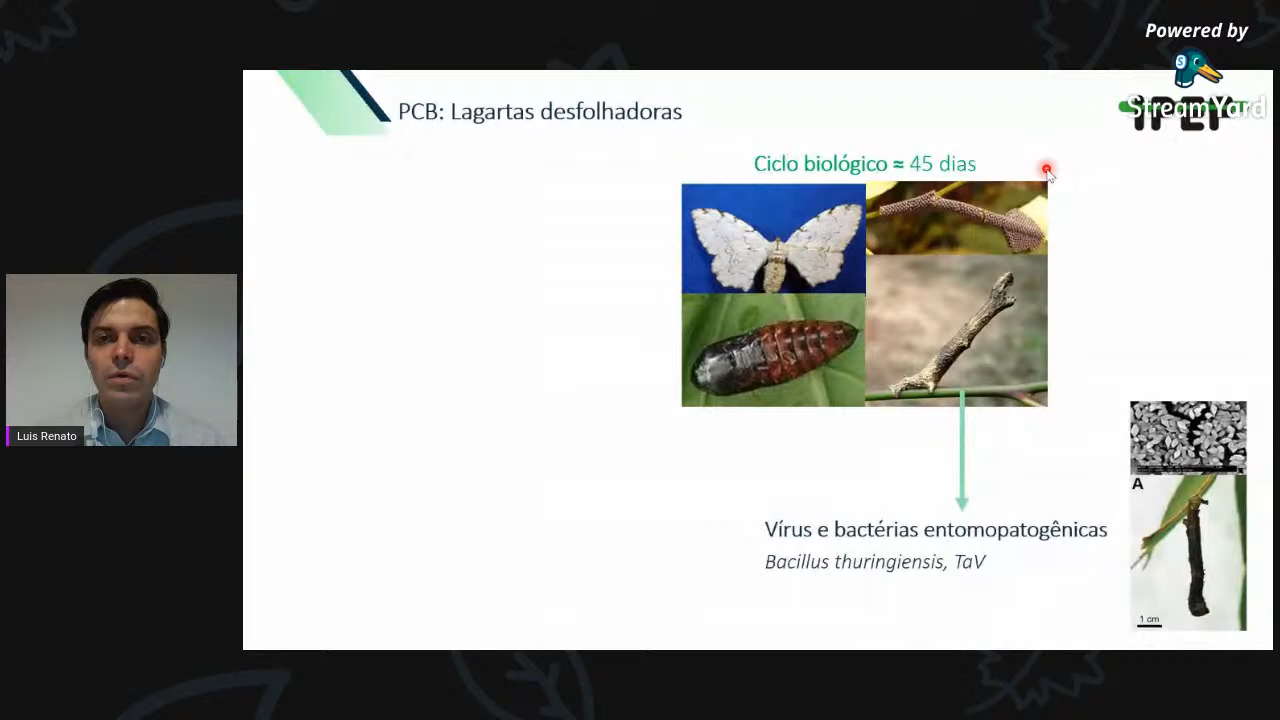 Powered by
StreamYard
PCB: Lagartas desfolhadoras
IPEF
Ciclo biológico ≈ 45 dias
Luis Renato
A
Vírus e bactérias entomopatogênicas
Bacillus thuringiensis, TaV
1 cm